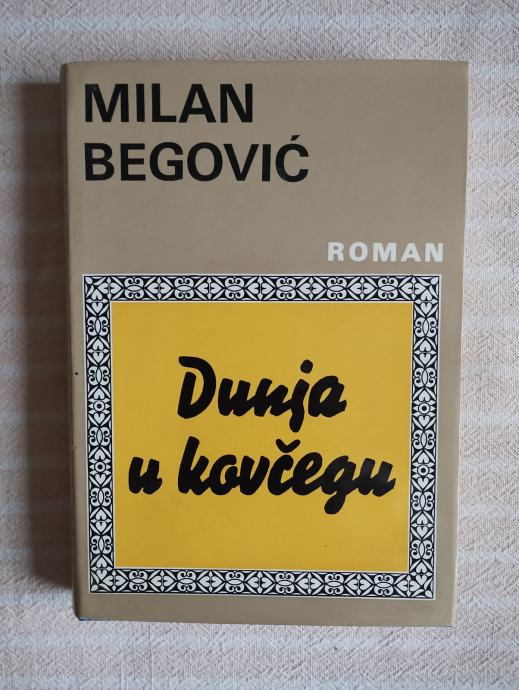 MILAN
BEGOVIĆ
ROMAN
Dunja
u kovčegu